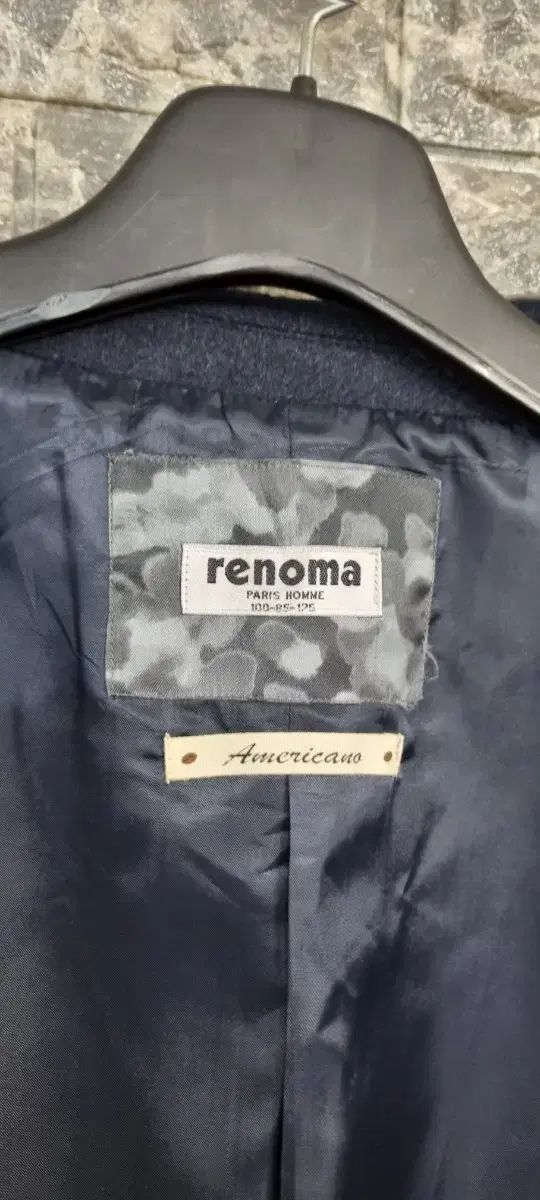 renoma
PARIS HOMME
100-85-175
Americano